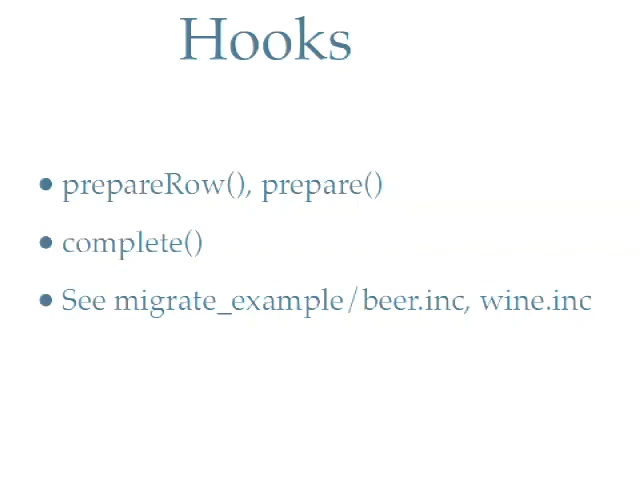 Hooks
• prepareRow(), prepare()
• complete()
• See migrate_example/beer.inc, wine.inc